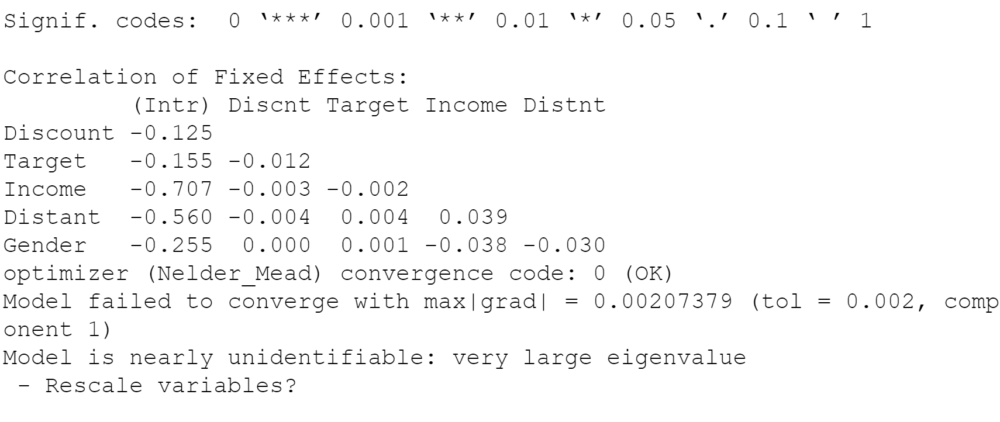 Signif. codes:  0 ‘***’ 0.001 ‘**’ 0.01 ‘*’ 0.05 ‘.’ 0.1 ‘ ’ 1
Correlation of Fixed Effects:
         (Intr) Discnt Target Income Distnt
Discount -0.125
Target   -0.155 -0.012
Income   -0.707 -0.003 -0.002
Distant  -0.560 -0.004  0.004  0.039
Gender   -0.255  0.000  0.001 -0.038 -0.030
optimizer (Nelder_Mead) convergence code: 0 (OK)
Model failed to converge with max|grad| = 0.00207379 (tol = 0.002, comp
onent 1)
Model is nearly unidentifiable: very large eigenvalue
 - Rescale variables?